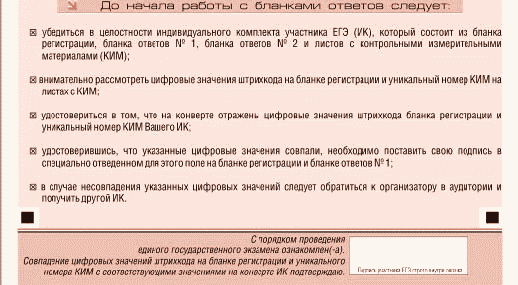 До начала работы с бланками ответов следует:
убедиться в целостности индивидуального комплекта участника ЕГЭ (ИК), который состоит из бланка
регистрации, бланка ответов № 1, бланка ответов № 2 и листов с контрольными измерительными
материалами (КИМ);
внимательно рассмотреть цифровые значения штрихкода на бланке регистрации и уникальный номер КИМ на
листах с КИМ;
удостовериться в том, что на конверте отражены цифровые значения штрихкода бланка регистрации и
уникальный номер КИМ Вашего ИК;
удостоверившись, что указанные цифровые значения совпали, необходимо поставить свою подпись в
специально отведенном для этого поле на бланке регистрации и бланке ответов №1;
в случае несовпадения указанных цифровых значений следует обратиться к организатору в аудитории и
получить другой ИК.
С порядком проведения
единого государственного экзамена ознакомлен(-а).
Совпадение цифровых значений штрихкода на бланке регистрации и уникального
номера КИМ с соответствующими значениями на конверте ИК подтверждаю.
Подпись участника ЕГЭ строго внутри окошка